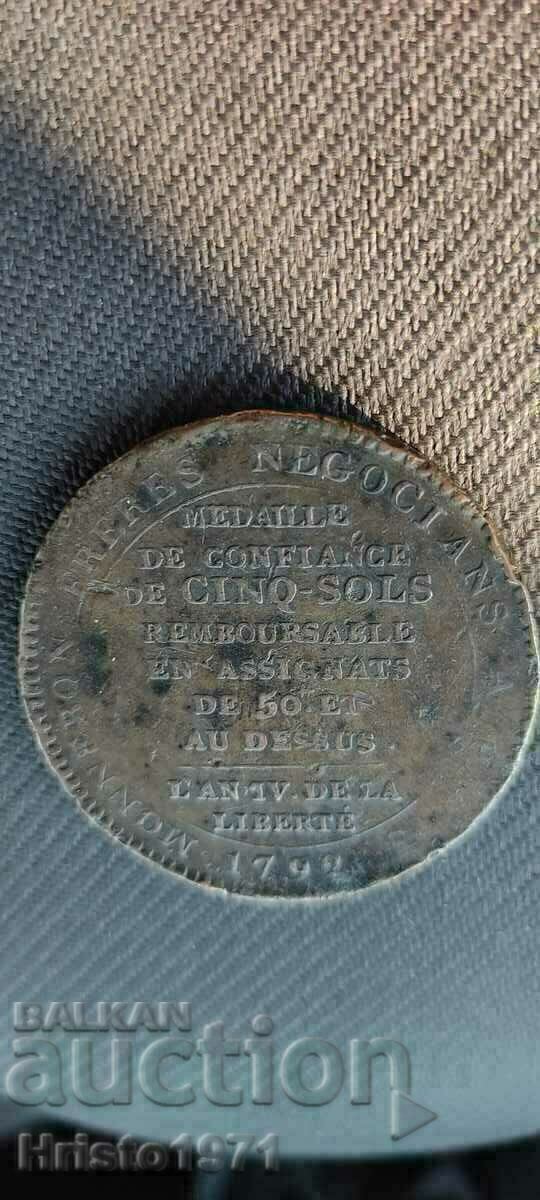 MONNERON FRERES NEGOCIANS A
MEDAILLE
DE CONFIANCE
DE CINQ-SOLS
REMBOURSABLE
EN ASSIGNATS
DE 50 ET
AU DESSUS.
L'AN·IV. DE LA
LIBERTÉ
1792
BALKAN
auction
Hristo1971